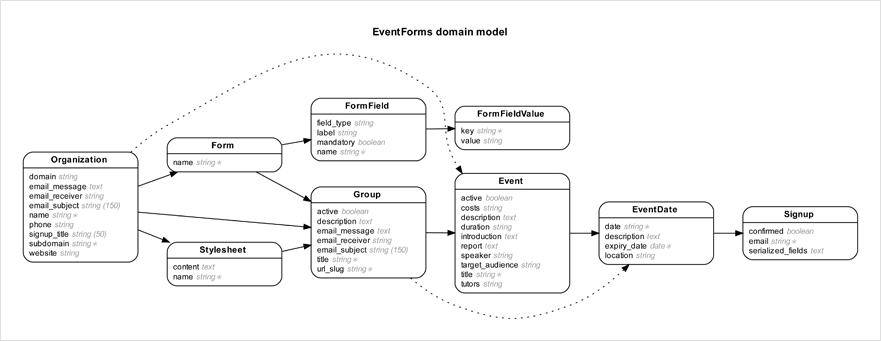 EventForms domain model
Organization
domain string
email_message text
email_receiver string
email_subject string (150)
name string ∗
phone string
signup_title string (50)
subdomain string ∗
website string
Form
name string ∗
Stylesheet
content text
name string ∗
FormField
field_type string
label string
mandatory boolean
name string ∗
Group
active boolean
description text
email_message text
email_receiver string
email_subject string (150)
title string ∗
url_slug string ∗
FormFieldValue
key string ∗
value string
Event
active boolean
costs string
description text
duration string
introduction text
report text
speaker string
target_audience string
title string ∗
tutors string
EventDate
date string ∗
description text
expiry_date date ∗
location string
Signup
confirmed boolean
email string ∗
serialized_fields text